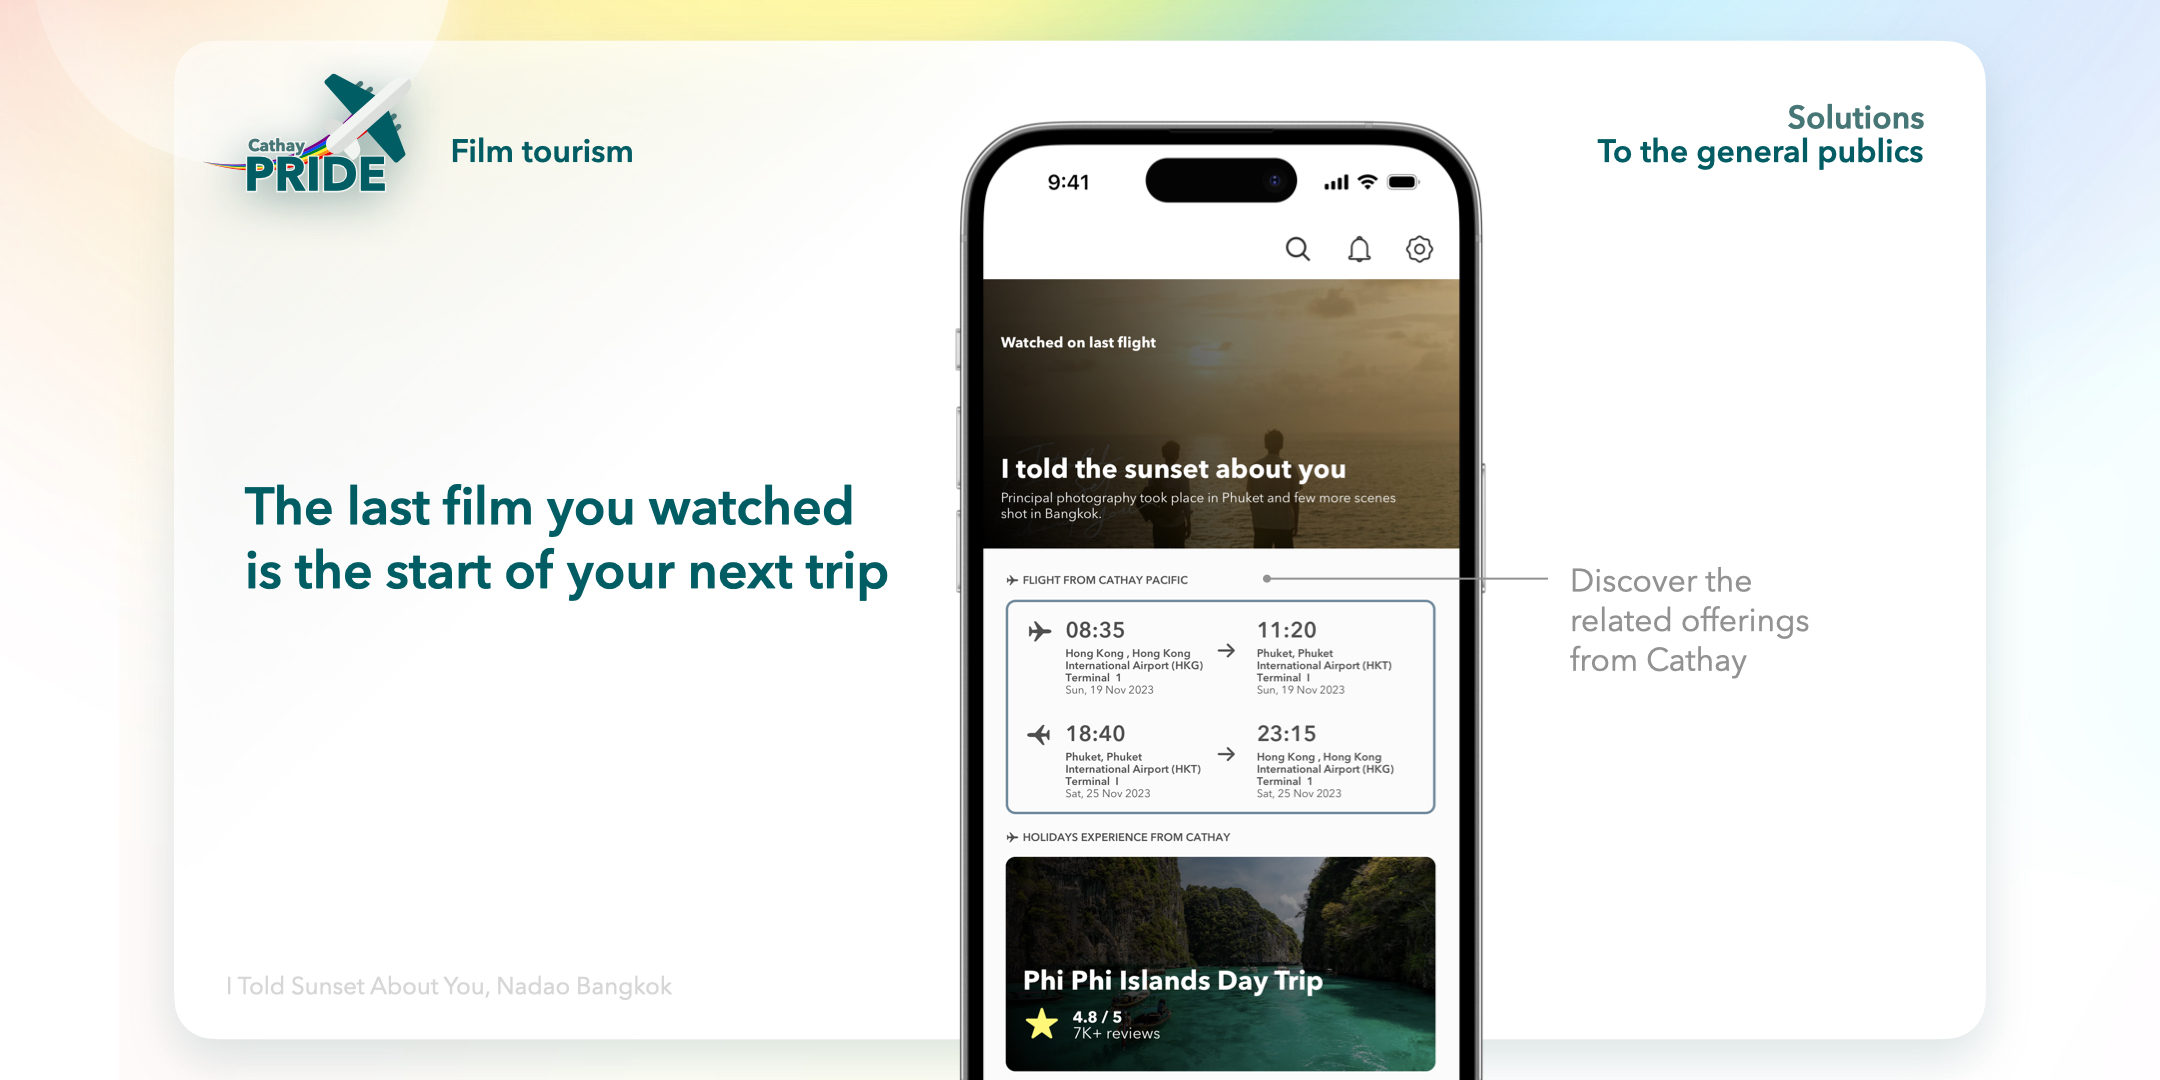 Cathay
PRIDE
Film tourism
Solutions
To the general publics
The last film you watched
is the start of your next trip
9:41
Watched on last flight
I told the sunset about you
Principal photography took place in Phuket and few more scenes
shot in Bangkok.
FLIGHT FROM CATHAY PACIFIC
08:35
Hong Kong , Hong Kong
International Airport (HKG)
Terminal 1
Sun, 19 Nov 2023
11:20
Phuket, Phuket
International Airport (HKT)
Terminal I
Sun, 19 Nov 2023
18:40
Phuket, Phuket
International Airport (HKT)
Terminal I
Sat, 25 Nov 2023
23:15
Hong Kong , Hong Kong
International Airport (HKG)
Terminal 1
Sat, 25 Nov 2023
HOLIDAYS EXPERIENCE FROM CATHAY
Phi Phi Islands Day Trip
4.8 / 5
7K+ reviews
Discover the
related offerings
from Cathay
I Told Sunset About You, Nadao Bangkok